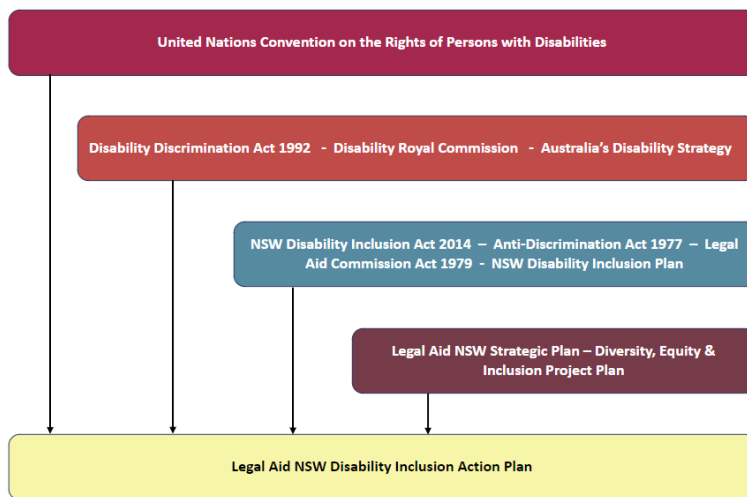 United Nations Convention on the Rights of Persons with Disabilities
Disability Discrimination Act 1992  -  Disability Royal Commission  -  Australia's Disability Strategy
NSW Disability Inclusion Act 2014  –  Anti-Discrimination Act 1977 –  Legal
Aid Commission Act 1979  -  NSW Disability Inclusion Plan
Legal Aid NSW Strategic Plan – Diversity, Equity &
Inclusion Project Plan
Legal Aid NSW Disability Inclusion Action Plan